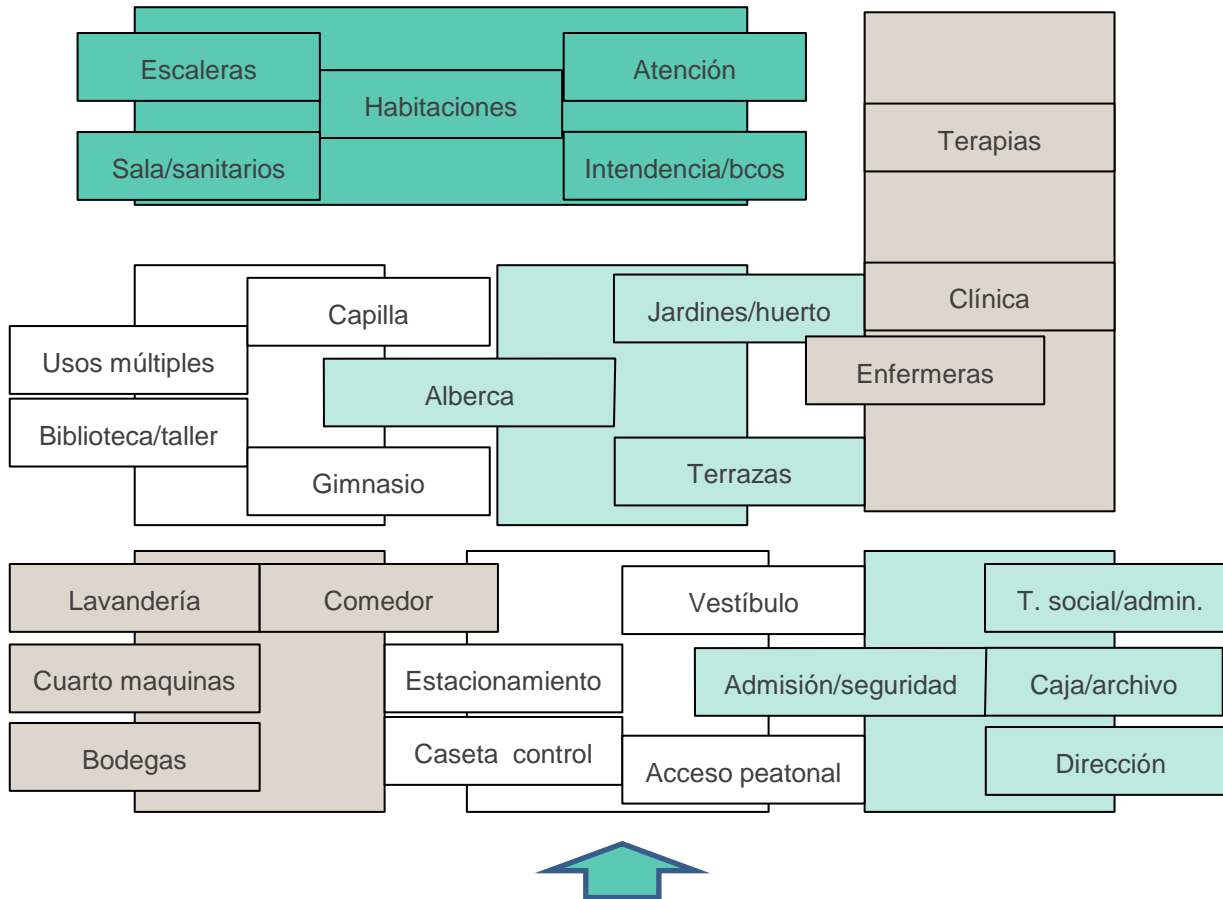 Escaleras
Atención
Habitaciones
Terapias
Sala/sanitarios
Intendencia/bcos
Capilla
Jardines/huerto
Clínica
Usos múltiples
Alberca
Enfermeras
Biblioteca/taller
Gimnasio
Terrazas
Lavandería
Comedor
Vestíbulo
T. social/admin.
Cuarto maquinas
Estacionamiento
Admisión/seguridad
Caja/archivo
Bodegas
Caseta control
Acceso peatonal
Dirección